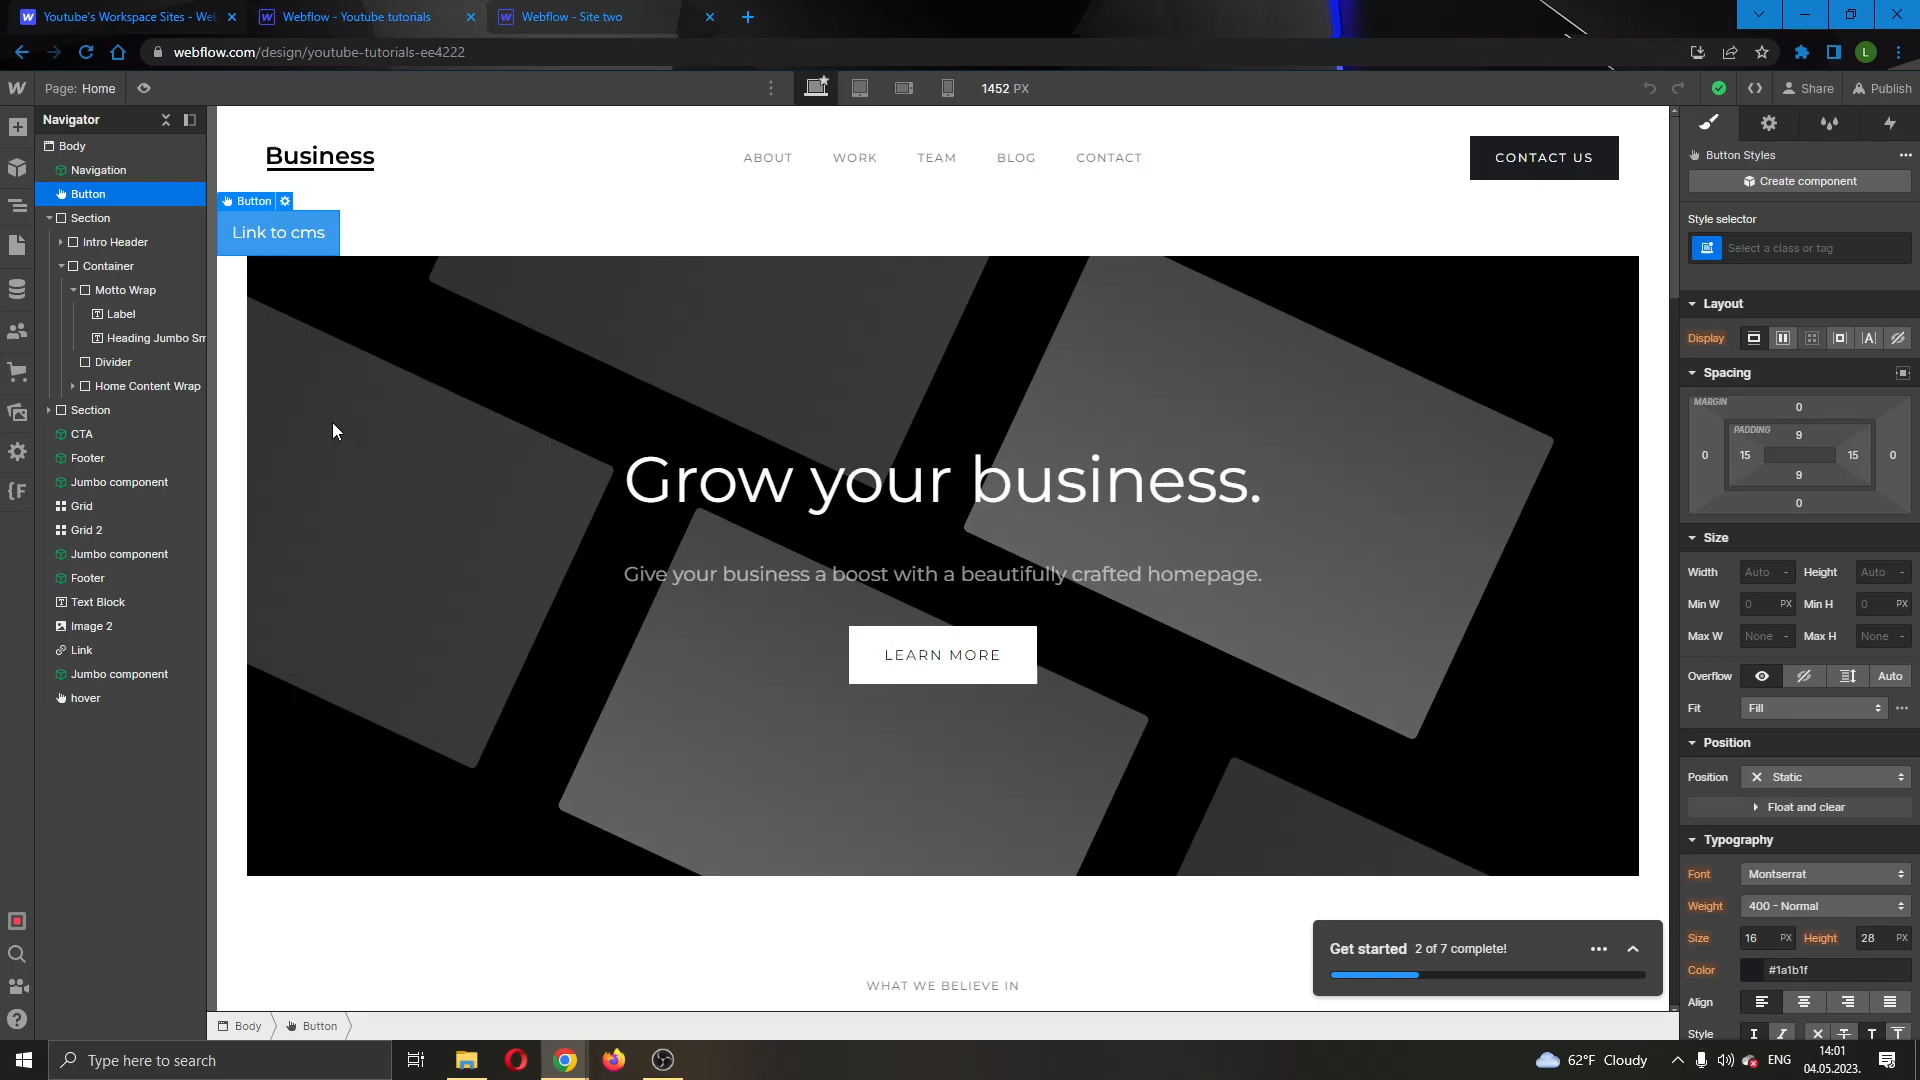 Youtube's Workspace Sites - Web
Webflow - Youtube tutorials
Webflow - Site two
webflow.com/design/youtube-tutorials-ee4222
L
Page: Home
1452 PX
Share
Publish
Navigator
Body
Navigation
Button
Section
Intro Header
Container
Motto Wrap
Label
Heading Jumbo Sm
Divider
Home Content Wrap
Section
CTA
Footer
Jumbo component
Grid
Grid 2
Jumbo component
Footer
Text Block
Image 2
Link
Jumbo component
hover
Business
ABOUT
WORK
TEAM
BLOG
CONTACT
CONTACT US
Button
Link to cms
Grow your business.
Give your business a boost with a beautifully crafted homepage.
LEARN MORE
WHAT WE BELIEVE IN
Get started 2 of 7 complete!
Body
Button
Button Styles
Create component
Style selector
Select a class or tag
Layout
Display
Spacing
MARGIN
0
PADDING
9
0 15 15 0
9
0
Size
Width Auto - Height Auto -
Min W 0 PX Min H 0 PX
Max W None - Max H None -
Overflow Auto
Fit Fill
Position
Position Static
Float and clear
Typography
Font Montserrat
Weight 400 - Normal
Size 16 PX Height 28 PX
Color #1a1b1f
Align
Style
Type here to search
62°F Cloudy
ENG
14:01
04.05.2023.